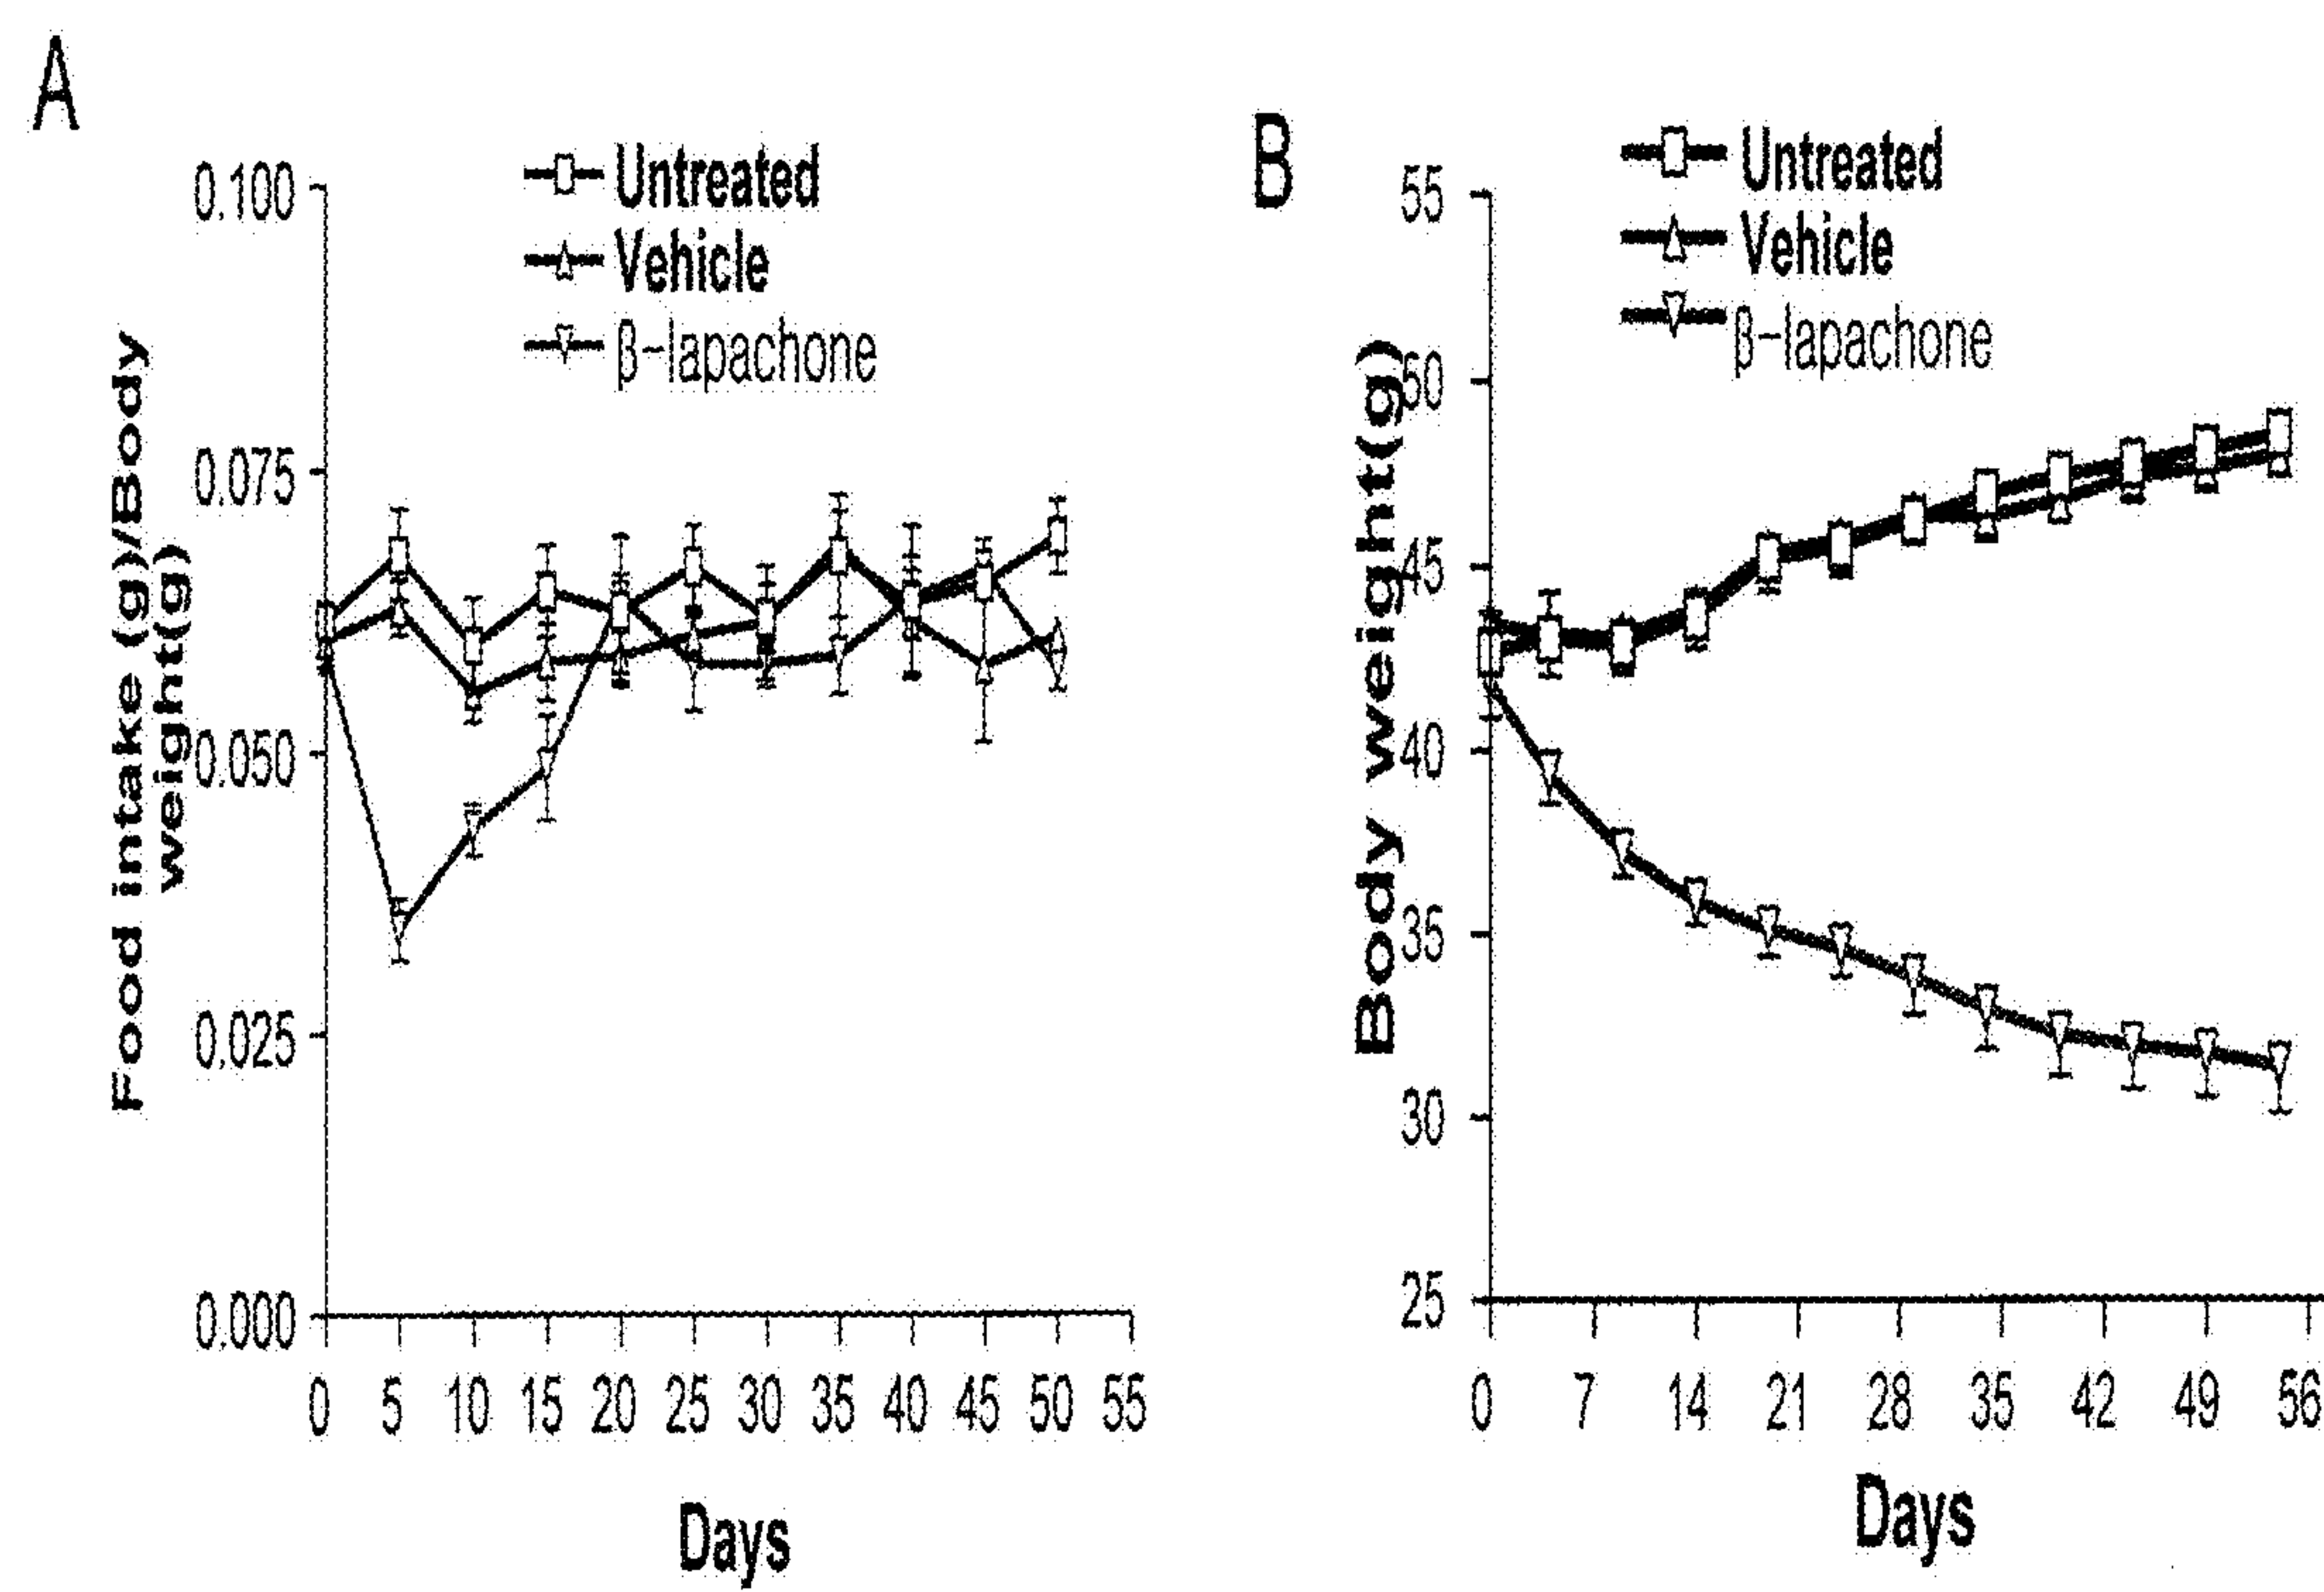 A
Untreated
Vehicle
β-lapachone
0.100
0.075
0.050
0.025
0.000
Food intake (g)/Body
weight(g)
0 5 10 15 20 25 30 35 40 45 50 55
Days
B
Untreated
Vehicle
β-lapachone
55
50
45
40
35
30
25
Body weight(g)
0 7 14 21 28 35 42 49 56
Days